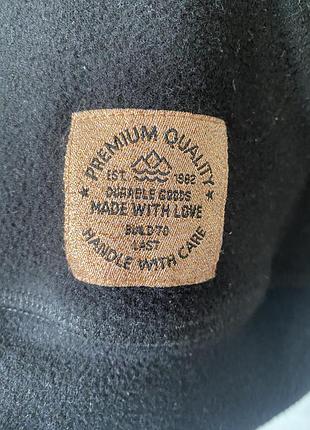 PREMIUM QUALITY
EST. 1982
DURABLE GOODS
MADE WITH LOVE
BUILD TO
LAST
HANDLE WITH CARE